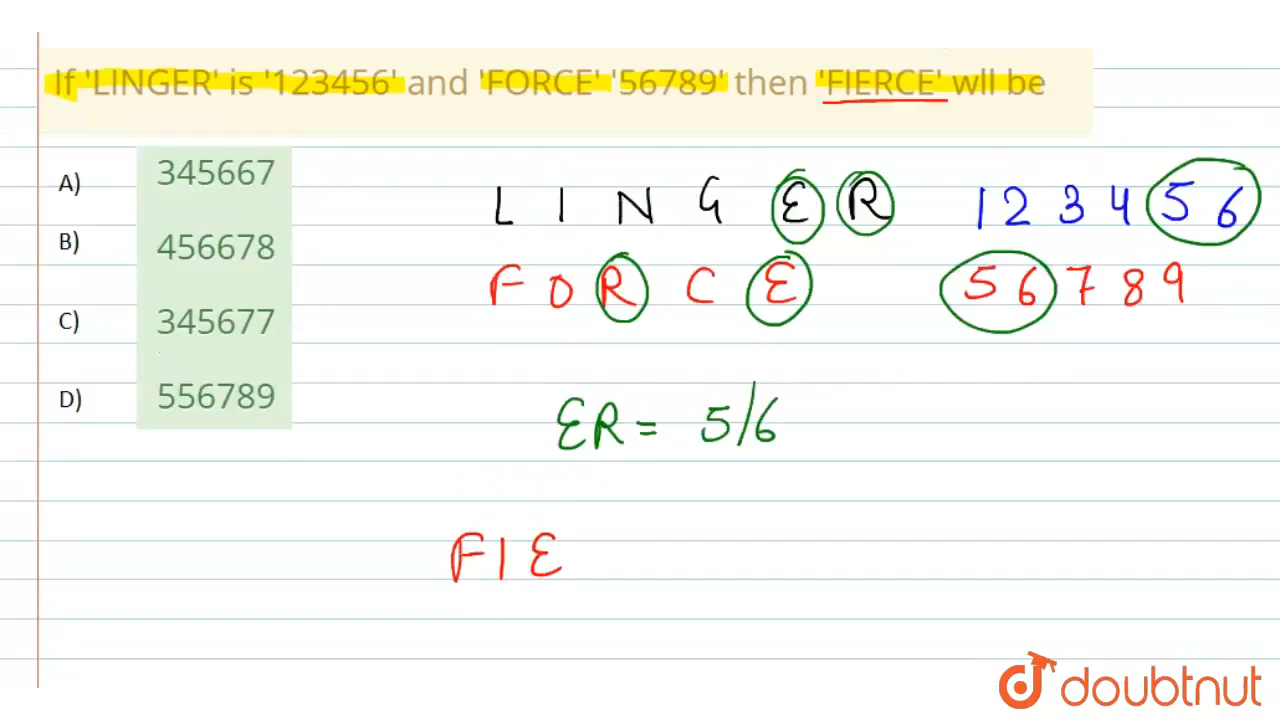 If 'LINGER' is '123456' and 'FORCE' '56789' then 'FIERCE' wll be
A) 345667
B) 456678
C) 345677
D) 556789
L I N G E R 1 2 3 4 5 6
F O R C E 5 6 7 8 9
ER = 5/6
F I E
doubtnut